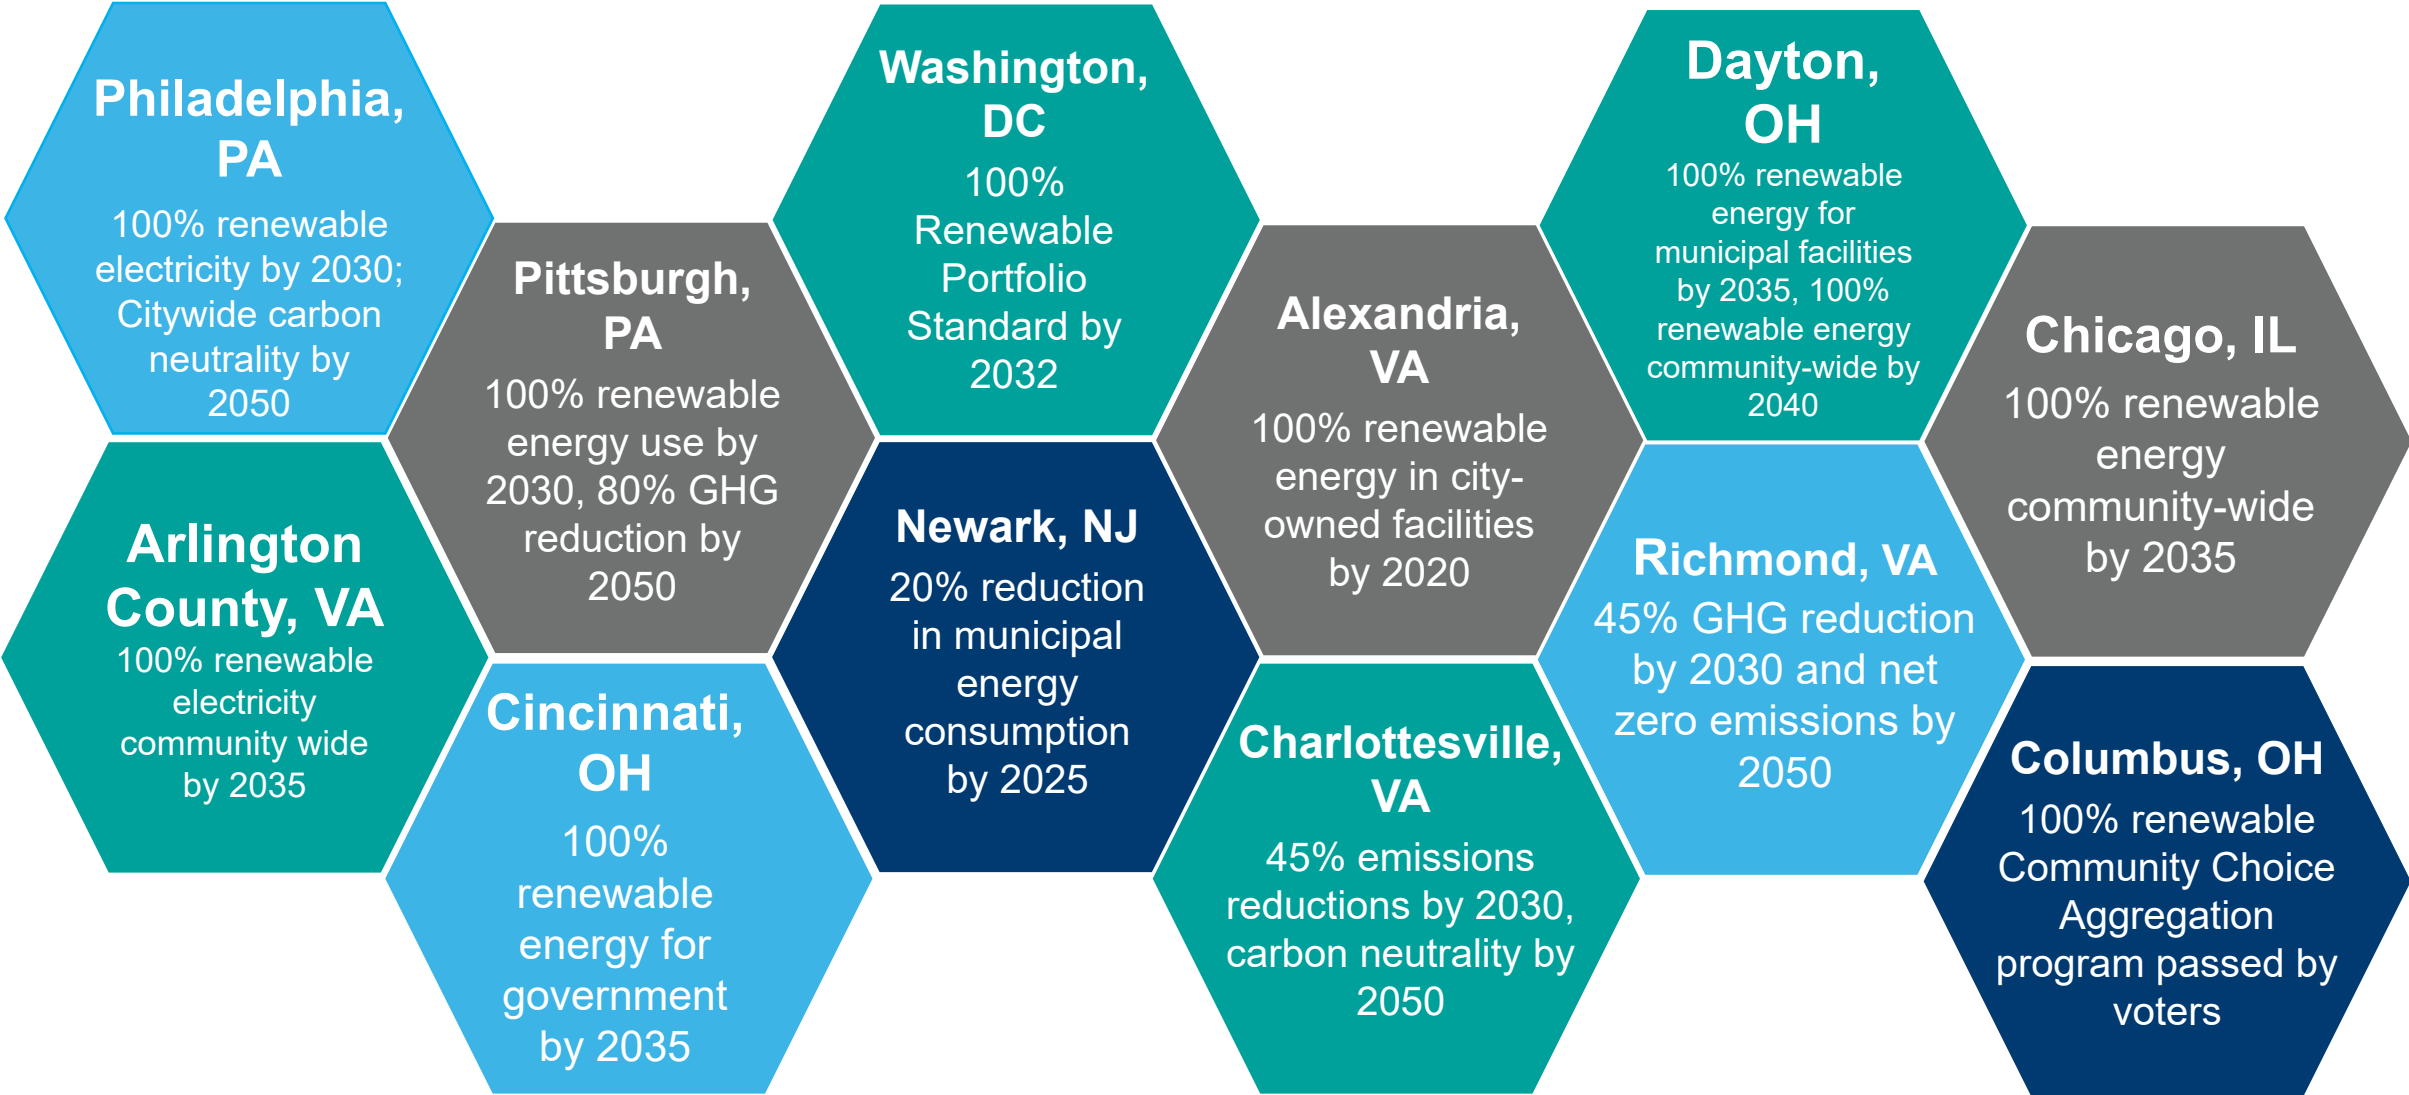 Philadelphia,
PA
100% renewable
electricity by 2030;
Citywide carbon
neutrality by
2050
Arlington
County, VA
100% renewable
electricity
community wide
by 2035
Pittsburgh,
PA
100% renewable
energy use by
2030, 80% GHG
reduction by
2050
Cincinnati,
OH
100%
renewable
energy for
government
by 2035
Washington,
DC
100%
Renewable
Portfolio
Standard by
2032
Newark, NJ
20% reduction
in municipal
energy
consumption
by 2025
Alexandria,
VA
100% renewable
energy in city-
owned facilities
by 2020
Charlottesville,
VA
45% emissions
reductions by 2030,
carbon neutrality by
2050
Dayton,
OH
100% renewable
energy for
municipal facilities
by 2035, 100%
renewable energy
community-wide by
2040
Richmond, VA
45% GHG reduction
by 2030 and net
zero emissions by
2050
Chicago, IL
100% renewable
energy
community-wide
by 2035
Columbus, OH
100% renewable
Community Choice
Aggregation
program passed by
voters